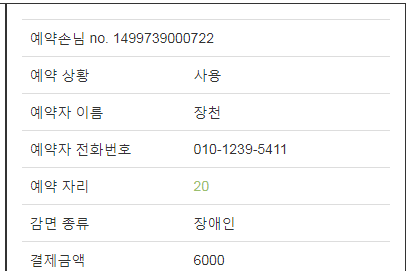 예약손님 no. 1499739000722
예약 상황 사용
예약자 이름 장천
예약자 전화번호 010-1239-5411
예약 자리 20
감면 종류 장애인
결제금액 6000